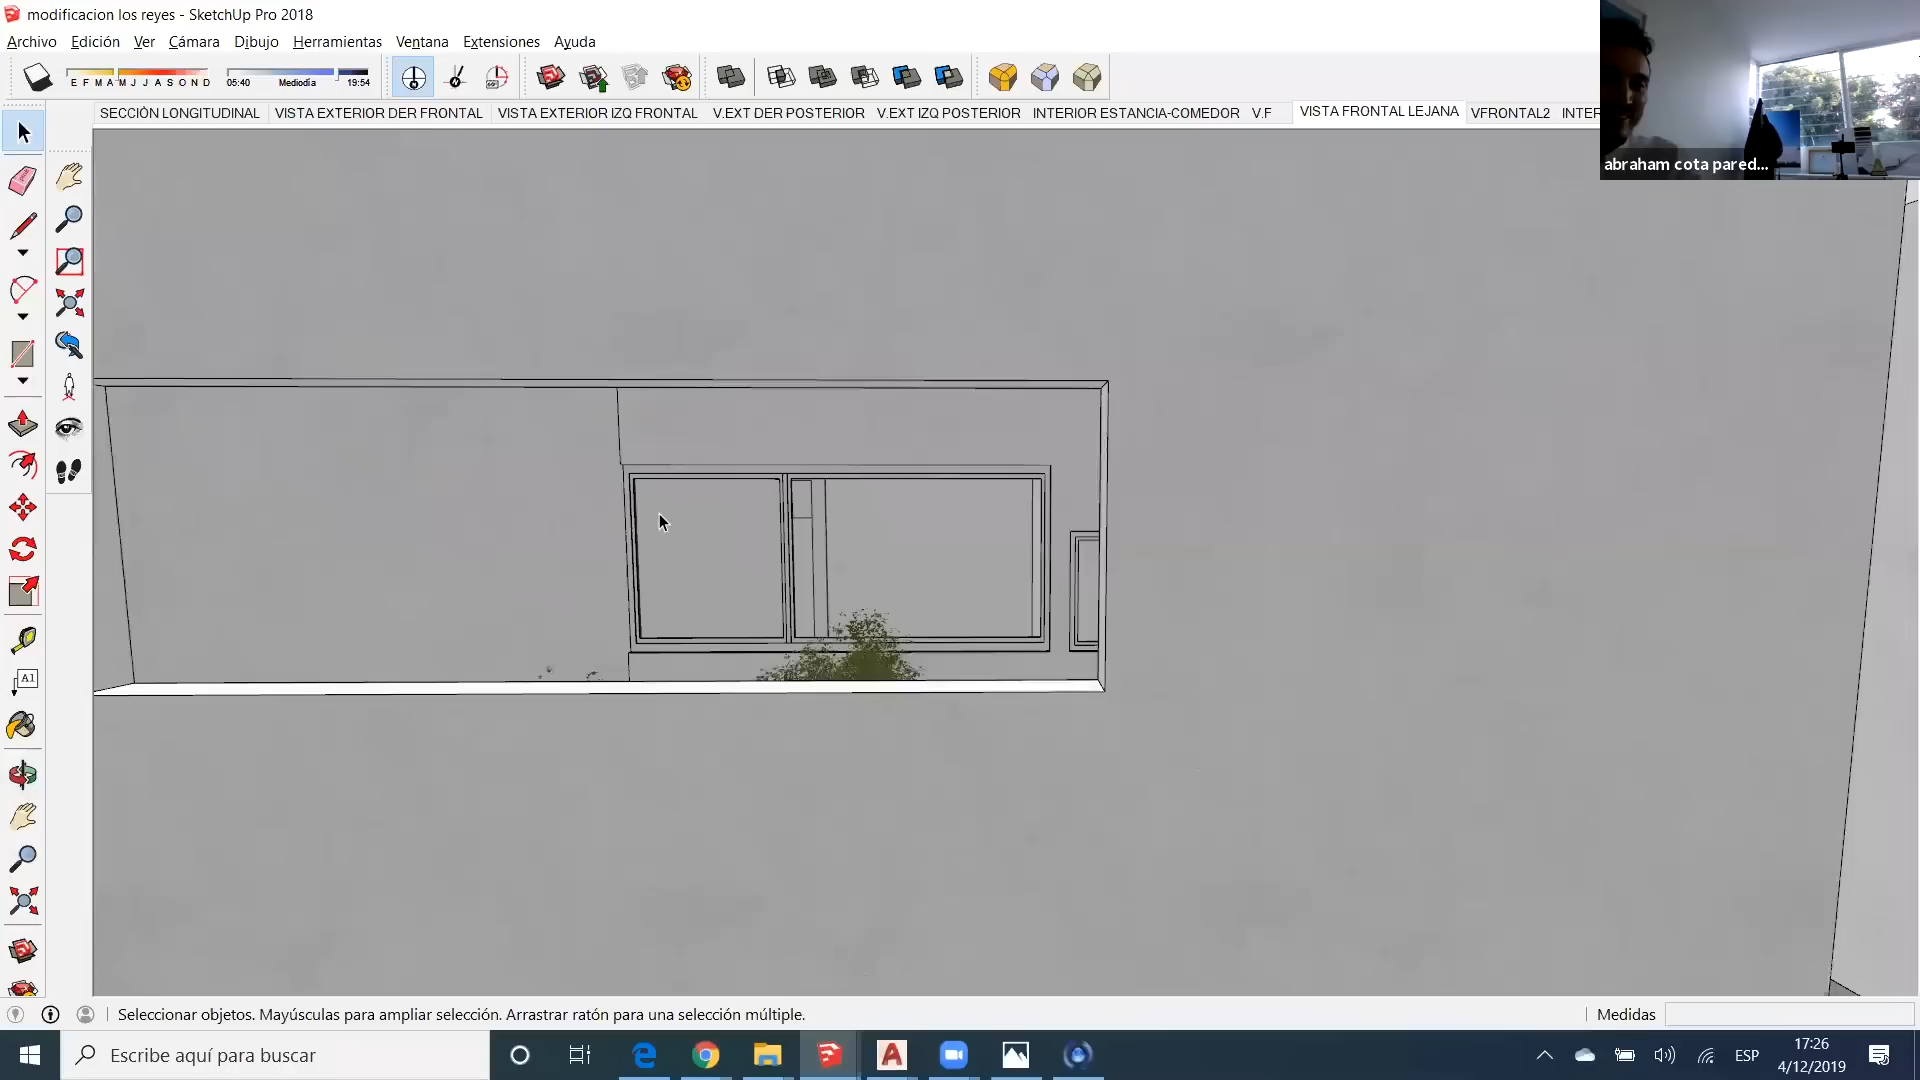 modificacion los reyes - SketchUp Pro 2018
Archivo Edición Ver Cámara Dibujo Herramientas Ventana Extensiones Ayuda
E F M A M J J A S O N D 05:40 Mediodía 19:54
SECCIÓN LONGITUDINAL VISTA EXTERIOR DER FRONTAL VISTA EXTERIOR IZQ FRONTAL V.EXT DER POSTERIOR V.EXT IZQ POSTERIOR INTERIOR ESTANCIA-COMEDOR V.F VISTA FRONTAL LEJANA VFRONTAL2 INTER
abraham cota pared...
A1
Seleccionar objetos. Mayúsculas para ampliar selección. Arrastrar ratón para una selección múltiple.
Medidas
Escribe aquí para buscar
ESP
17:26
4/12/2019